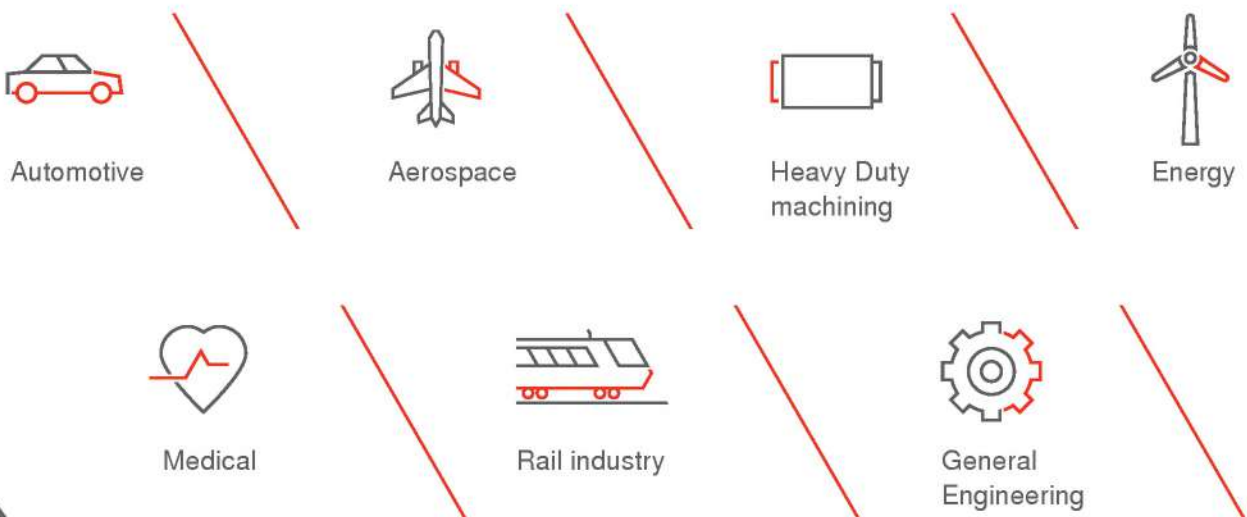 Automotive
Aerospace
Heavy Duty
machining
Energy
Medical
Rail industry
General
Engineering